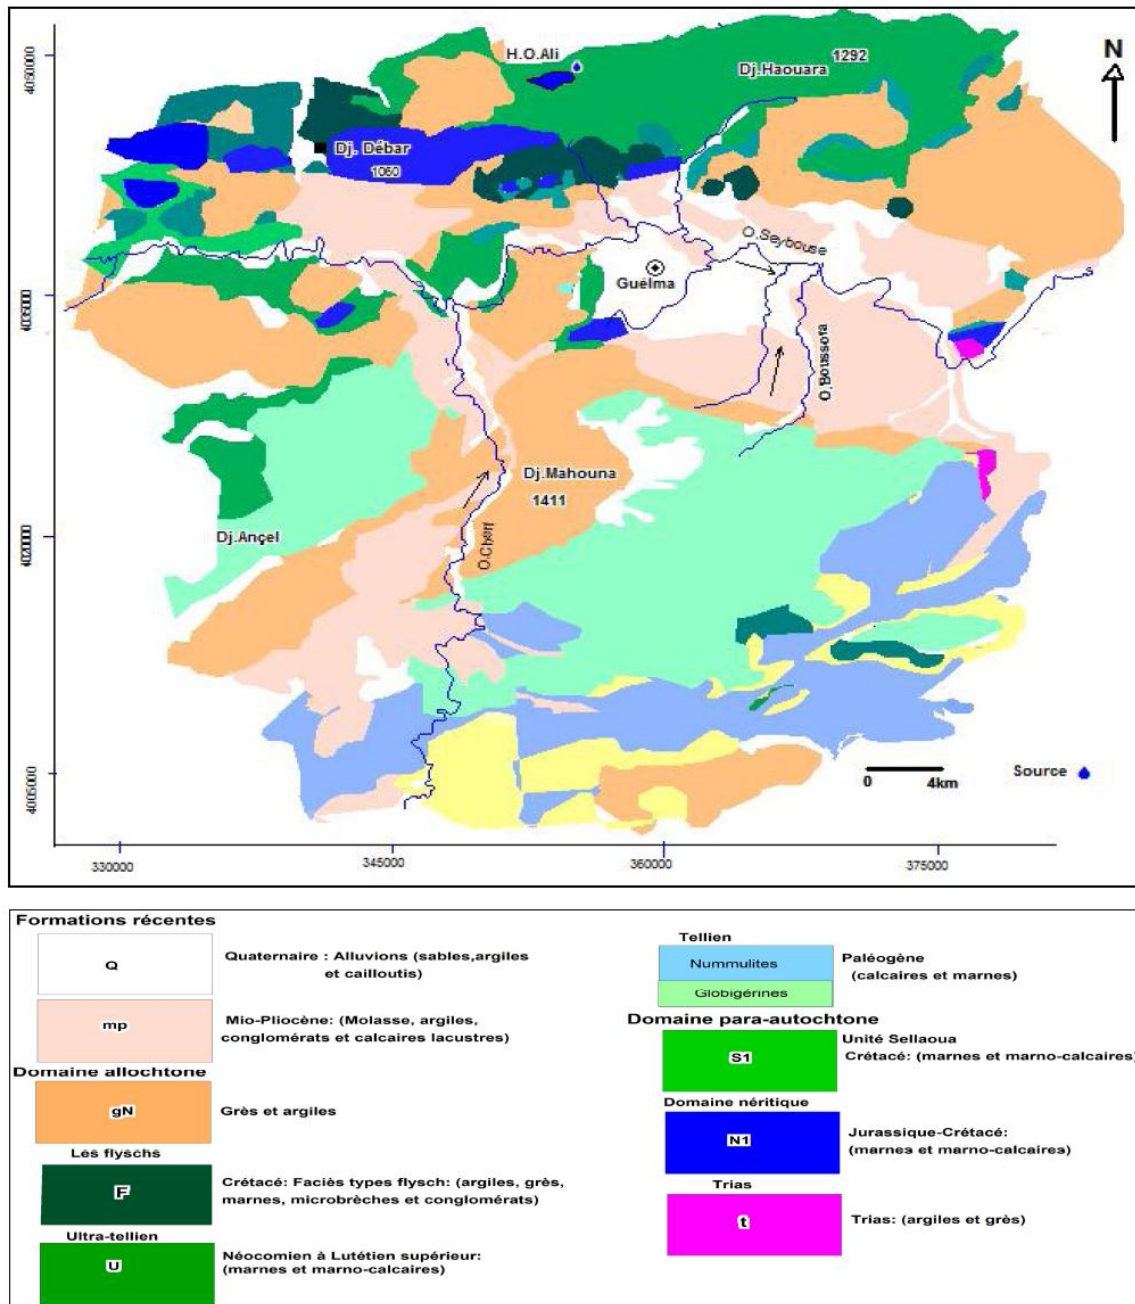 H.O.Ali
1292
Dj.Haouara
N
Dj. Débar
1060
O.Seybouse
Guélma
O.Boussora
Dj.Mahouna
1411
O.Cherf
Dj.Ançel
0 4km
Source
4050000
4035000
4020000
4005000
330000 345000 360000 375000
Formations récentes
Q
Quaternaire : Alluvions (sables,argiles
et cailloutis)
mp
Mio-Pliocène: (Molasse, argiles,
conglomérats et calcaires lacustres)
Domaine allochtone
gN
Grès et argiles
Les flyschs
F
Crétacé: Faciès types flysch: (argiles, grès,
marnes, microbrèches et conglomérats)
Ultra-tellien
U
Néocomien à Lutétien supérieur:
(marnes et marno-calcaires)
Tellien
Nummulites
Globigérines
Paléogène
(calcaires et marnes)
Domaine para-autochtone
S1
Unité Sellaoua
Crétacé: (marnes et marno-calcaires)
Domaine néritique
N1
Jurassique-Crétacé:
(marnes et marno-calcaires)
Trias
t
Trias: (argiles et grès)